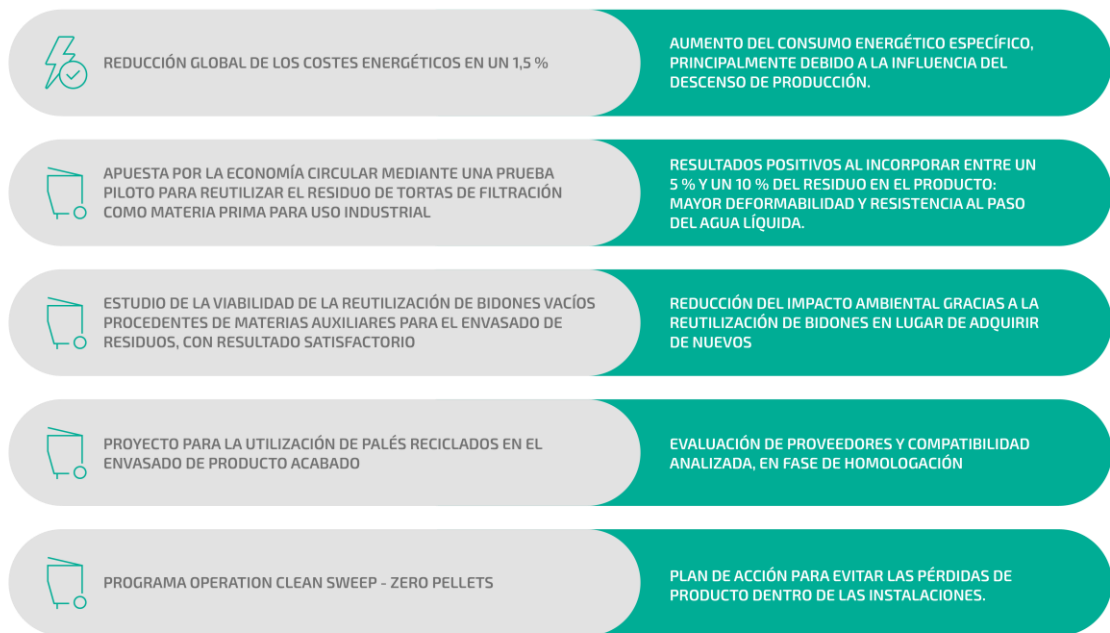 REDUCCIÓN GLOBAL DE LOS COSTES ENERGÉTICOS EN UN 1,5 %
AUMENTO DEL CONSUMO ENERGÉTICO ESPECÍFICO,
PRINCIPALMENTE DEBIDO A LA INFLUENCIA DEL
DESCENSO DE PRODUCCIÓN.
APUESTA POR LA ECONOMÍA CIRCULAR MEDIANTE UNA PRUEBA
PILOTO PARA REUTILIZAR EL RESIDUO DE TORTAS DE FILTRACIÓN
COMO MATERIA PRIMA PARA USO INDUSTRIAL
RESULTADOS POSITIVOS AL INCORPORAR ENTRE UN
5 % Y UN 10 % DEL RESIDUO EN EL PRODUCTO:
MAYOR DEFORMABILIDAD Y RESISTENCIA AL PASO
DEL AGUA LÍQUIDA.
ESTUDIO DE LA VIABILIDAD DE LA REUTILIZACIÓN DE BIDONES VACÍOS
PROCEDENTES DE MATERIAS AUXILIARES PARA EL ENVASADO DE
RESIDUOS, CON RESULTADO SATISFACTORIO
REDUCCIÓN DEL IMPACTO AMBIENTAL GRACIAS A LA
REUTILIZACIÓN DE BIDONES EN LUGAR DE ADQUIRIR
DE NUEVOS
PROYECTO PARA LA UTILIZACIÓN DE PALÉS RECICLADOS EN EL
ENVASADO DE PRODUCTO ACABADO
EVALUACIÓN DE PROVEEDORES Y COMPATIBILIDAD
ANALIZADA, EN FASE DE HOMOLOGACIÓN
PROGRAMA OPERATION CLEAN SWEEP - ZERO PELLETS
PLAN DE ACCIÓN PARA EVITAR LAS PÉRDIDAS DE
PRODUCTO DENTRO DE LAS INSTALACIONES.